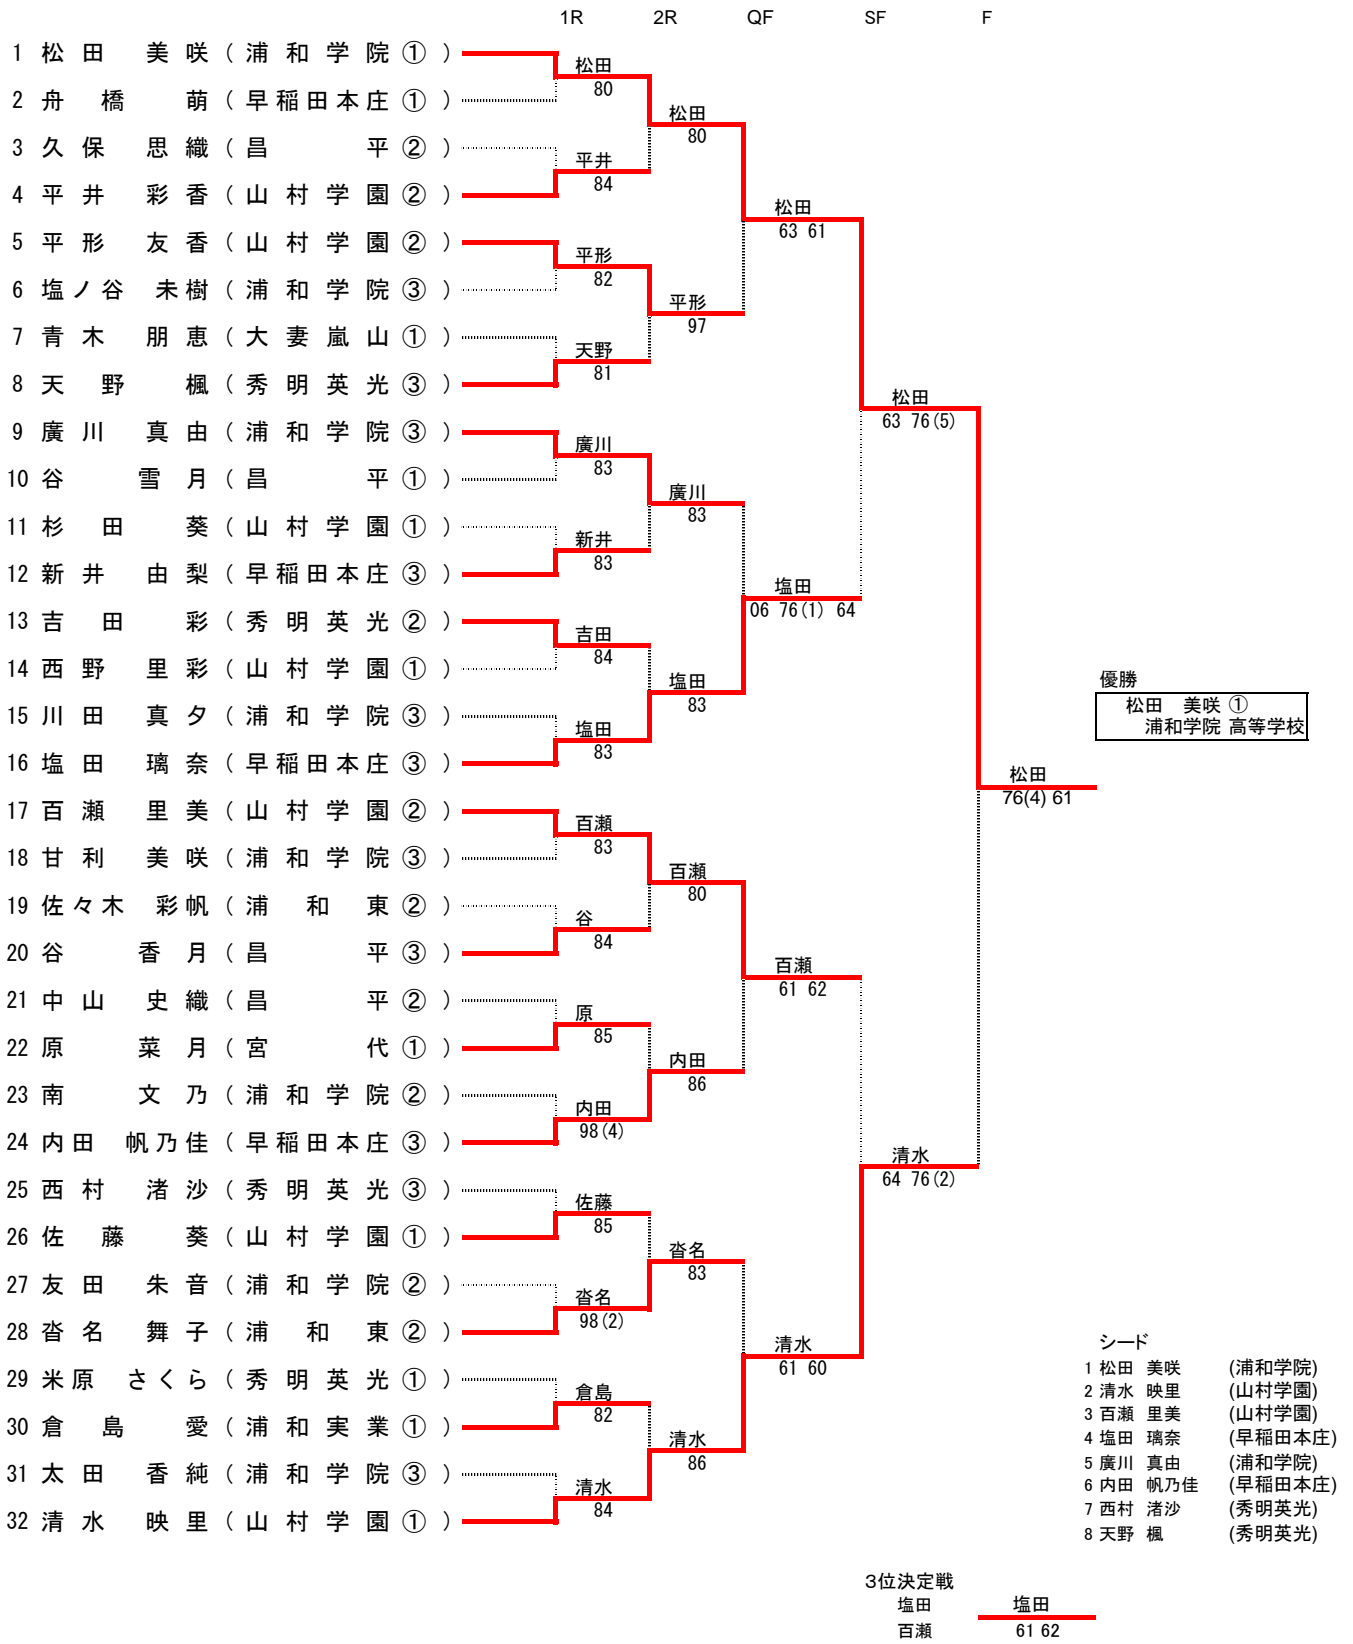 1R 2R QF SF F
1 松田 美咲 ( 浦和学院 ① )
松田
80
2 舟橋 萌 ( 早稲田本庄 ① )
松田
80
3 久保 思織 ( 昌平 ② )
平井
84
4 平井 彩香 ( 山村学園 ② )
松田
63 61
5 平形 友香 ( 山村学園 ② )
平形
82
6 塩ノ谷 未樹 ( 浦和学院 ③ )
平形
97
7 青木 朋恵 ( 大妻嵐山 ① )
天野
81
8 天野 楓 ( 秀明英光 ③ )
松田
63 76(5)
9 廣川 真由 ( 浦和学院 ③ )
廣川
83
10 谷 雪月 ( 昌平 ① )
廣川
83
11 杉田 葵 ( 山村学園 ① )
新井
83
12 新井 由梨 ( 早稲田本庄 ③ )
塩田
06 76(1) 64
13 吉田 彩 ( 秀明英光 ② )
吉田
84
14 西野 里彩 ( 山村学園 ① )
塩田
83
15 川田 真夕 ( 浦和学院 ③ )
塩田
83
16 塩田 璃奈 ( 早稲田本庄 ③ )
優勝
松田 美咲 ①
浦和学院 高等学校
松田
76(4) 61
17 百瀬 里美 ( 山村学園 ② )
百瀬
83
18 甘利 美咲 ( 浦和学院 ③ )
百瀬
80
19 佐々木 彩帆 ( 浦和東 ② )
谷
84
20 谷 香月 ( 昌平 ③ )
百瀬
61 62
21 中山 史織 ( 昌平 ② )
原
85
22 原 菜月 ( 宮代 ① )
内田
86
23 南 文乃 ( 浦和学院 ② )
内田
98(4)
24 内田 帆乃佳 ( 早稲田本庄 ③ )
清水
64 76(2)
25 西村 渚沙 ( 秀明英光 ③ )
佐藤
85
26 佐藤 葵 ( 山村学園 ① )
沓名
83
27 友田 朱音 ( 浦和学院 ② )
沓名
98(2)
28 沓名 舞子 ( 浦和東 ② )
清水
61 60
29 米原 さくら ( 秀明英光 ① )
倉島
82
30 倉島 愛 ( 浦和実業 ① )
清水
86
31 太田 香純 ( 浦和学院 ③ )
清水
84
32 清水 映里 ( 山村学園 ① )
シード
1 松田 美咲 (浦和学院)
2 清水 映里 (山村学園)
3 百瀬 里美 (山村学園)
4 塩田 璃奈 (早稲田本庄)
5 廣川 真由 (浦和学院)
6 内田 帆乃佳 (早稲田本庄)
7 西村 渚沙 (秀明英光)
8 天野 楓 (秀明英光)
3位決定戦
塩田
百瀬
塩田
61 62